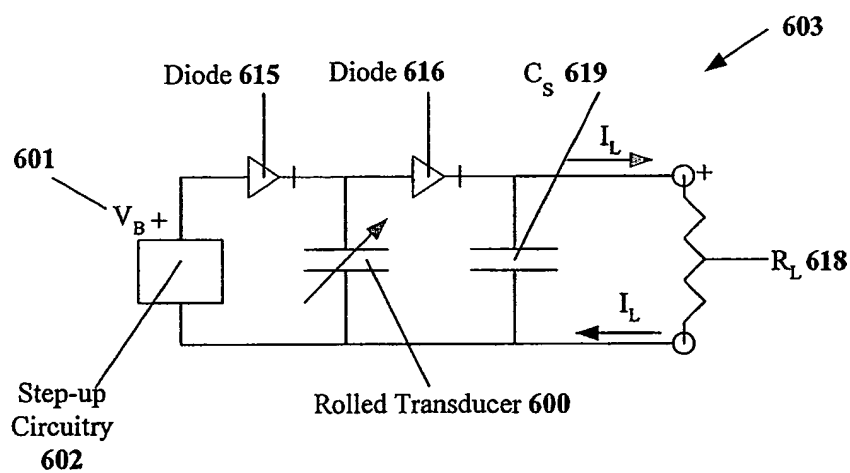 603
Diode 615
Diode 616
C_S 619
I_L
601
V_B +
+
R_L 618
I_L
Step-up
Circuitry
602
Rolled Transducer 600